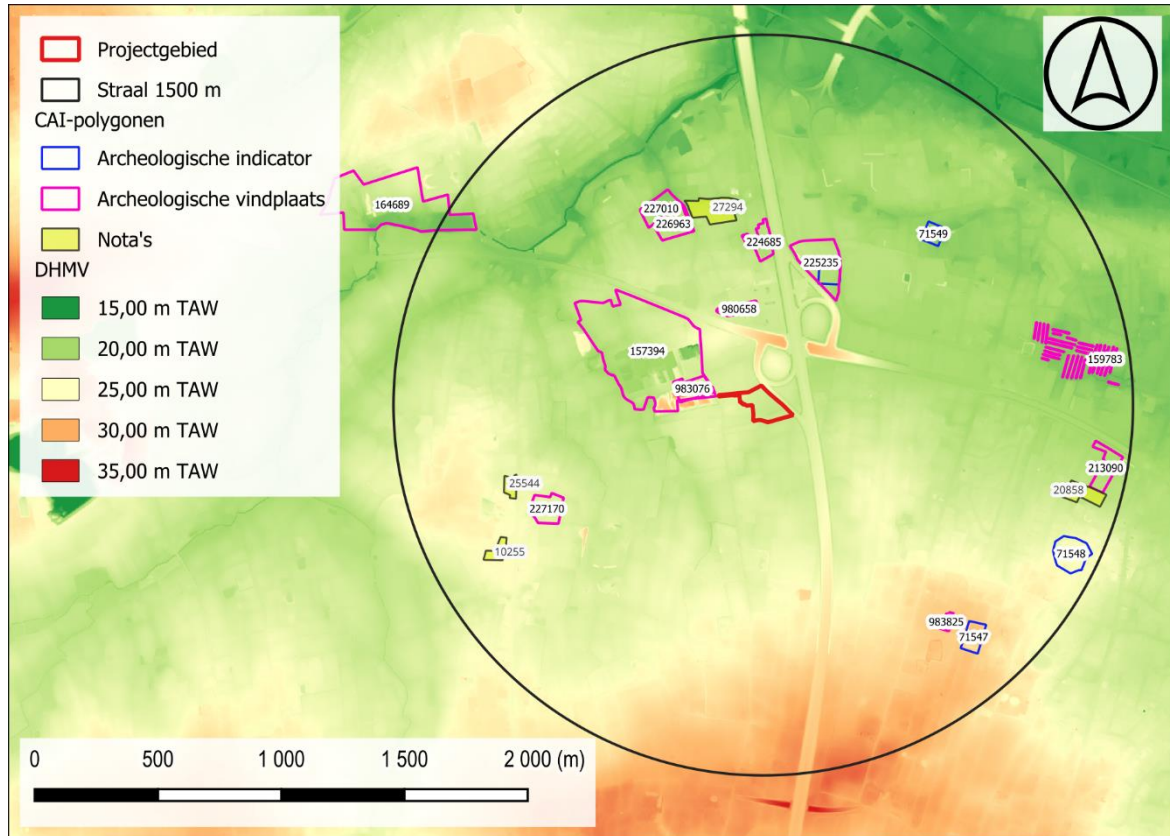 Projectgebied
Straal 1500 m
CAI-polygonen
Archeologische indicator
Archeologische vindplaats
Nota's
DHMV
15,00 m TAW
20,00 m TAW
25,00 m TAW
30,00 m TAW
35,00 m TAW
164689
227010
27294
226963
224685
71549
225235
980658
157394
159783
983076
213090
25544
20858
227170
10255
71548
983825
71547
0 500 1 000 1 500 2 000 (m)